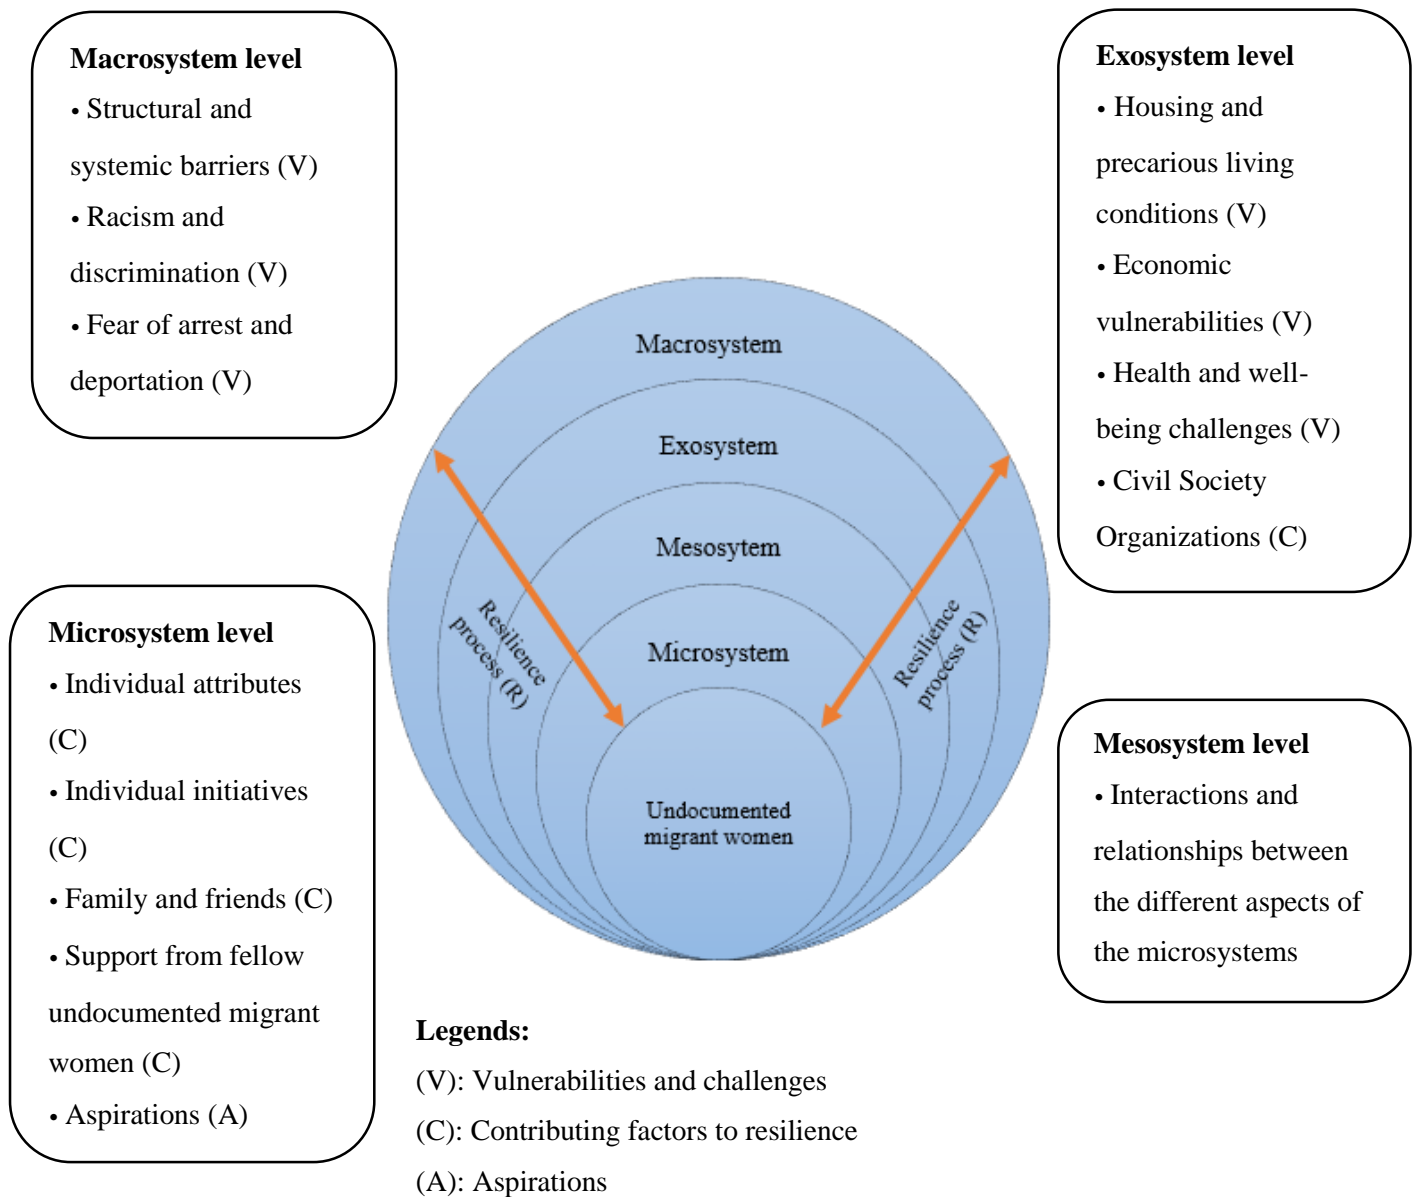 Macrosystem level
• Structural and
systemic barriers (V)
• Racism and
discrimination (V)
• Fear of arrest and
deportation (V)
Exosystem level
• Housing and
precarious living
conditions (V)
• Economic
vulnerabilities (V)
• Health and well-
being challenges (V)
• Civil Society
Organizations (C)
Macrosystem
Exosystem
Mesosytem
Microsystem
Undocumented
migrant women
Resilience
process (R)
Resilience
process (R)
Microsystem level
• Individual attributes
(C)
• Individual initiatives
(C)
• Family and friends (C)
• Support from fellow
undocumented migrant
women (C)
• Aspirations (A)
Mesosystem level
• Interactions and
relationships between
the different aspects of
the microsystems
Legends:
(V): Vulnerabilities and challenges
(C): Contributing factors to resilience
(A): Aspirations